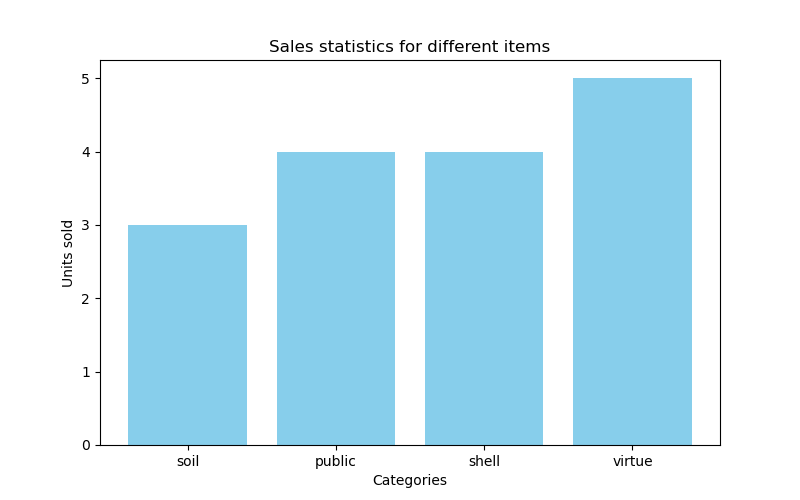 Sales statistics for different items
Units sold
5
4
3
2
1
0
soil public shell virtue
Categories